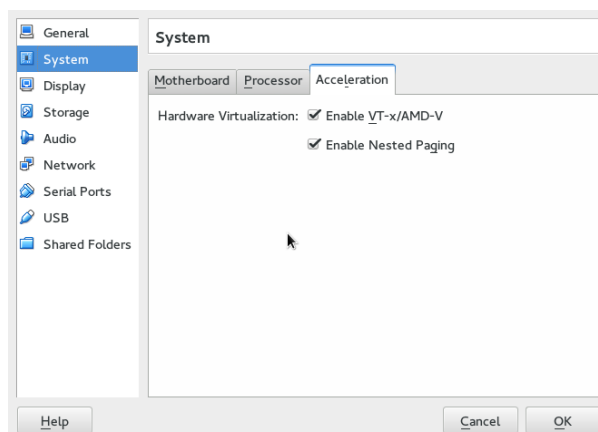 General
System
Display
Storage
Audio
Network
Serial Ports
USB
Shared Folders
System
Motherboard Processor Acceleration
Hardware Virtualization: Enable VT-x/AMD-V
Enable Nested Paging
Help Cancel OK